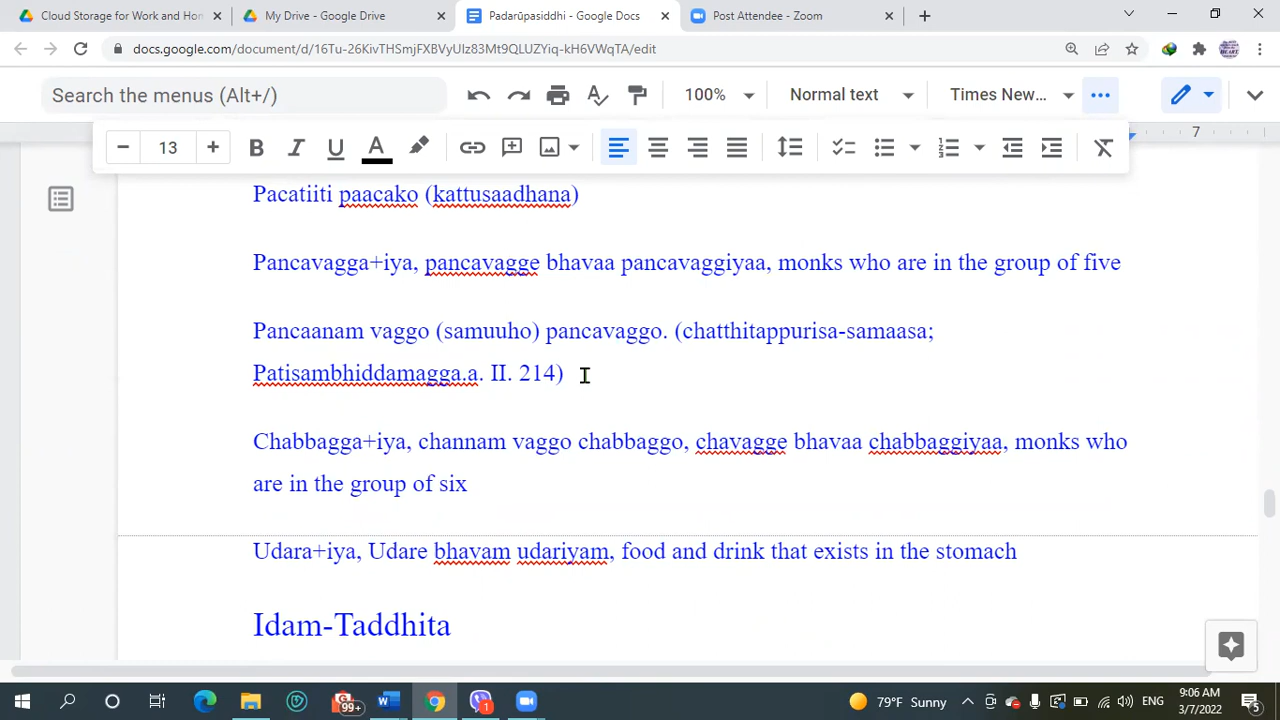 Cloud Storage for Work and Hom
My Drive - Google Drive
Padarūpasiddhi - Google Docs
Post Attendee - Zoom
docs.google.com/document/d/16Tu-26KivTHSmjFXBVyUIz83Mt9QLUZYiq-kH6VWqTA/edit
Search the menus (Alt+/)
100%
Normal text
Times New...
13
7
Pacatiiti paacako (kattusaadhana)
Pancavagga+iya, pancavagge bhavaa pancavaggiyaa, monks who are in the group of five
Pancaanam vaggo (samuuho) pancavaggo. (chatthitappurisa-samaasa;
Patisambhiddamagga.a. II. 214)
Chabbagga+iya, channam vaggo chabbaggo, chavagge bhavaa chabbaggiyaa, monks who
are in the group of six
Udara+iya, Udare bhavam udariyam, food and drink that exists in the stomach
Idam-Taddhita
99+
1
79°F Sunny
ENG
9:06 AM
3/7/2022
5